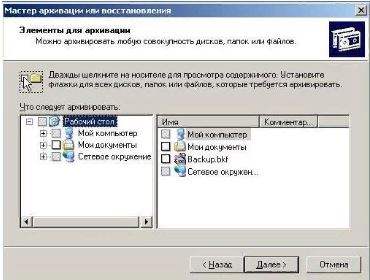 Мастер архивации или восстановления
Элементы для архивации
Можно архивировать любую совокупность дисков, папок или файлов.
Дважды щелкните на носителе для просмотра содержимого. Установите
флажки для всех дисков, папок или файлов, которые требуется архивировать.
Что следует архивировать:
Рабочий стол
Мой компьютер
Мои документы
Сетевое окружение
Имя Комментар...
Мой компьютер
Мои документы
Backup.bkf
Сетевое окружен...
< Назад Далее > Отмена